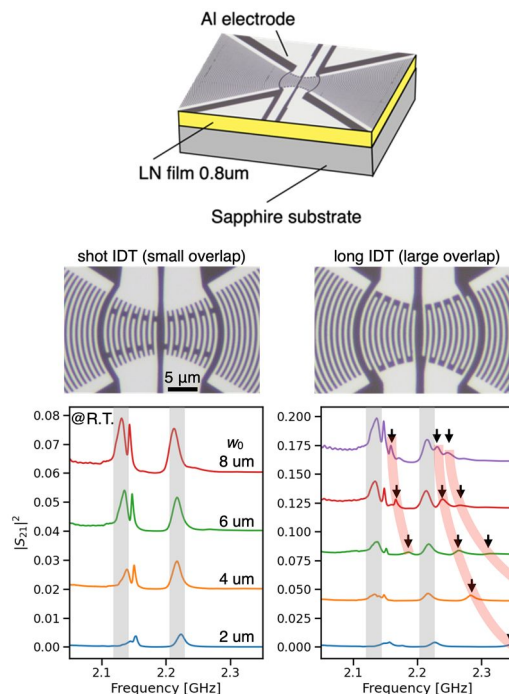 Al electrode
LN film 0.8um
Sapphire substrate
shot IDT (small overlap)
long IDT (large overlap)
5 μm
@R.T.
w0
8 um
6 um
4 um
2 um
0.08
0.07
0.06
0.05
0.04
0.03
0.02
0.01
0.00
|S21|²
2.1 2.2 2.3
Frequency [GHz]
0.200
0.175
0.150
0.125
0.100
0.075
0.050
0.025
0.000
2.1 2.2 2.3
Frequency [GHz]